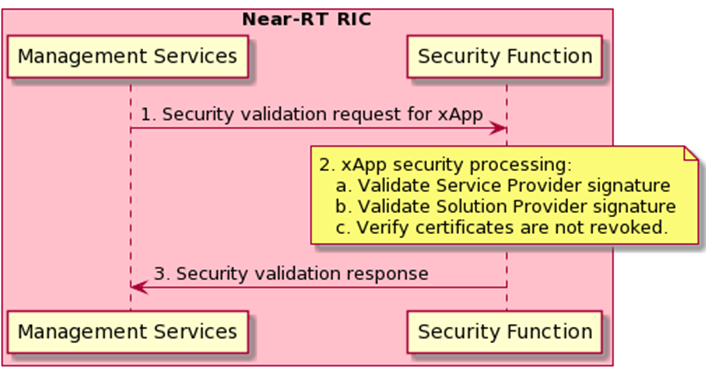 Near-RT RIC
Management Services
Security Function
1. Security validation request for xApp
2. xApp security processing:
a. Validate Service Provider signature
b. Validate Solution Provider signature
c. Verify certificates are not revoked.
3. Security validation response
Management Services
Security Function